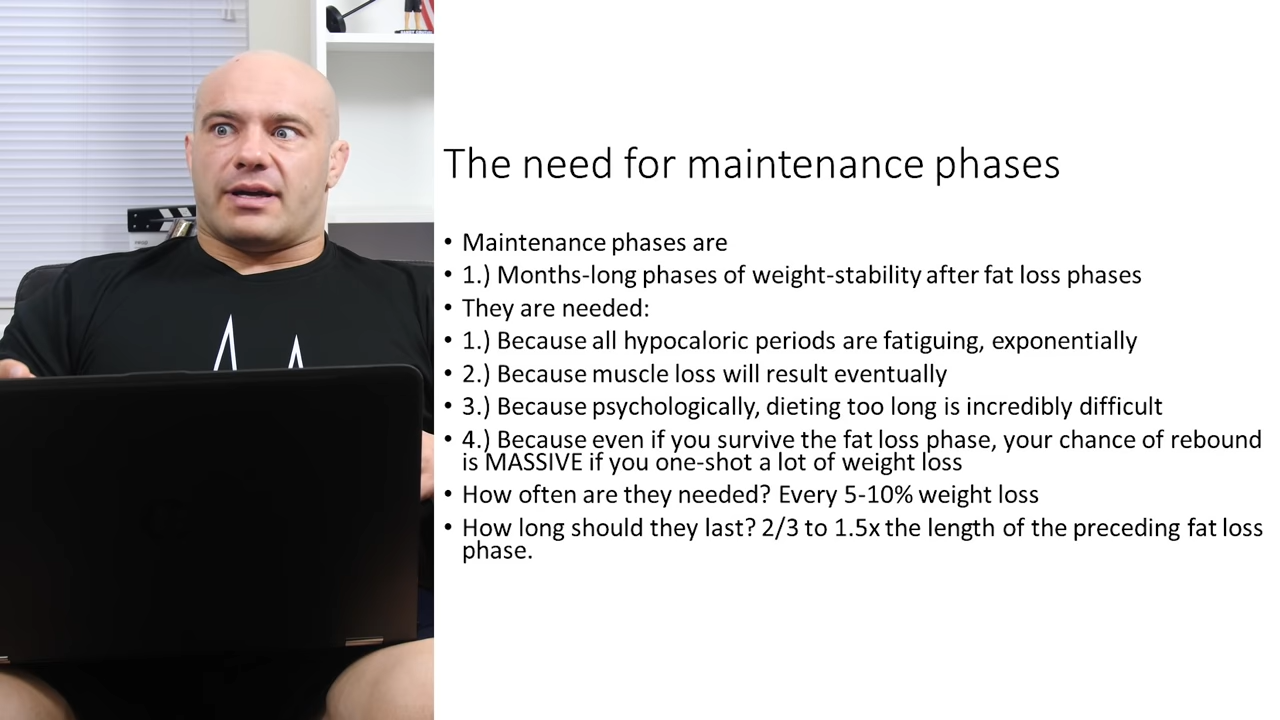 The need for maintenance phases
• Maintenance phases are
• 1.) Months-long phases of weight-stability after fat loss phases
• They are needed:
• 1.) Because all hypocaloric periods are fatiguing, exponentially
• 2.) Because muscle loss will result eventually
• 3.) Because psychologically, dieting too long is incredibly difficult
• 4.) Because even if you survive the fat loss phase, your chance of rebound
is MASSIVE if you one-shot a lot of weight loss
• How often are they needed? Every 5-10% weight loss
• How long should they last? 2/3 to 1.5x the length of the preceding fat loss
phase.